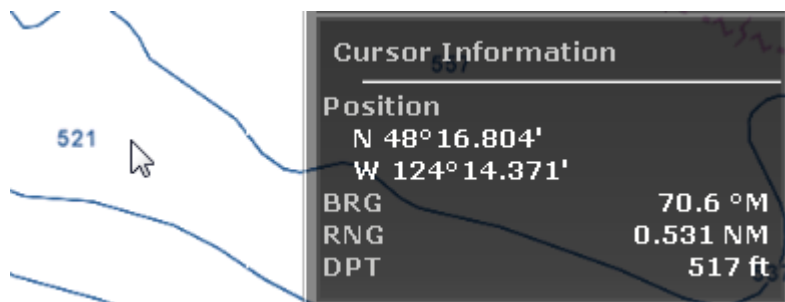 Cursor Information
537
Position
521
N 48°16.804'
W 124°14.371'
BRG 70.6 °M
RNG 0.531 NM
DPT 517 ft